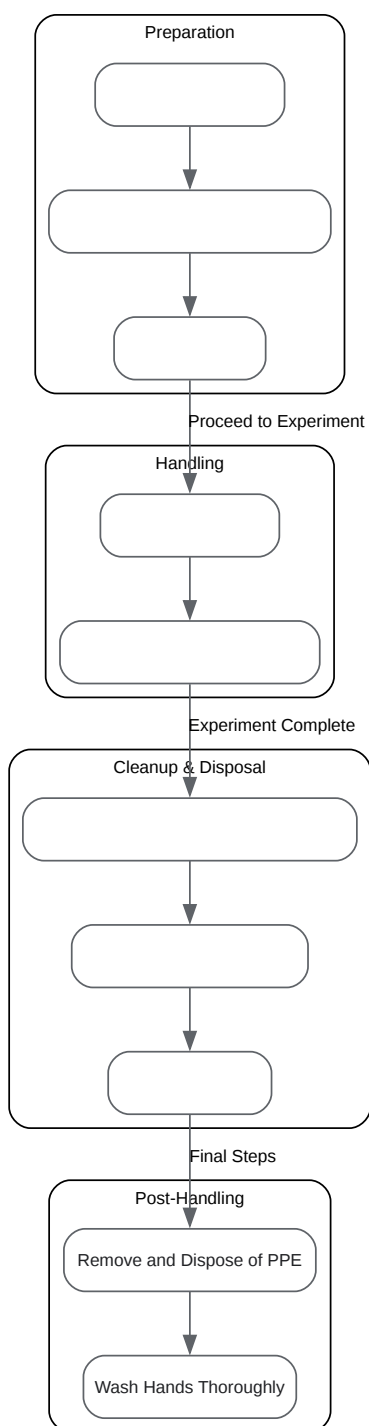 Preparation
Proceed to Experiment
Handling
Experiment Complete
Cleanup & Disposal
Final Steps
Post-Handling
Remove and Dispose of PPE
Wash Hands Thoroughly